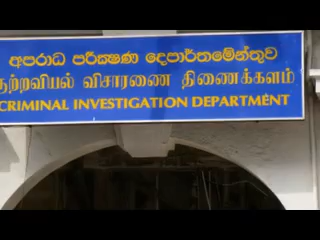 අපරාධ පරීක්ෂණ දෙපාර්තමේන්තුව
குற்றவியல் விசாரணை திணைக்களம்
CRIMINAL INVESTIGATION DEPARTMENT